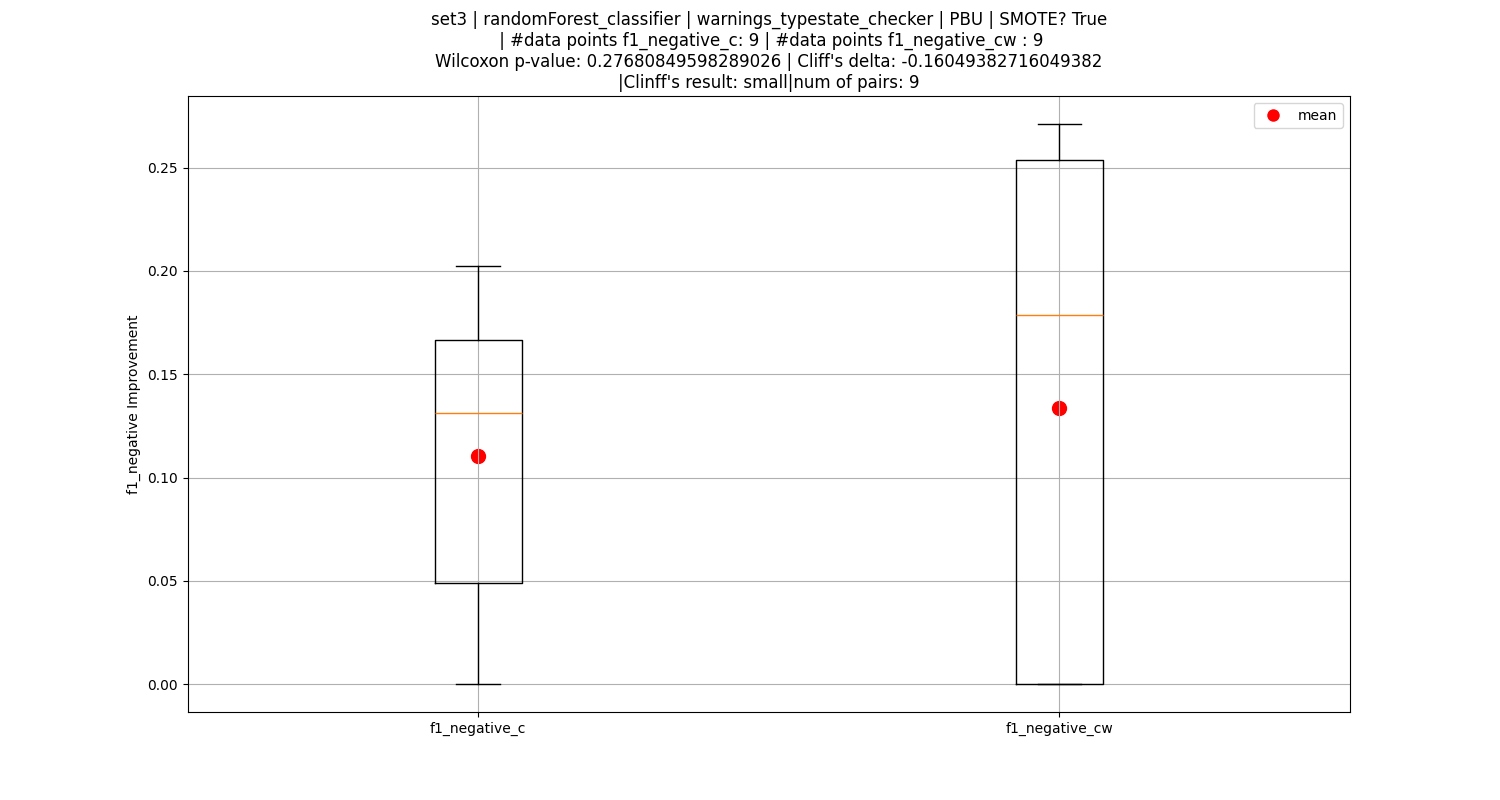 set3 | randomForest_classifier | warnings_typestate_checker | PBU | SMOTE? True
| #data points f1_negative_c: 9 | #data points f1_negative_cw : 9
Wilcoxon p-value: 0.27680849598289026 | Cliff's delta: -0.16049382716049382
|Clinff's result: small|num of pairs: 9
mean
0.25
0.20
0.15
0.10
0.05
0.00
f1_negative Improvement
f1_negative_c
f1_negative_cw